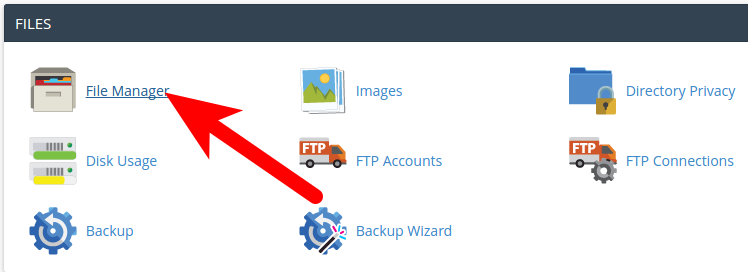 FILES
File Manager
Images
Directory Privacy
Disk Usage
FTP
FTP Accounts
FTP
FTP Connections
Backup
Backup Wizard